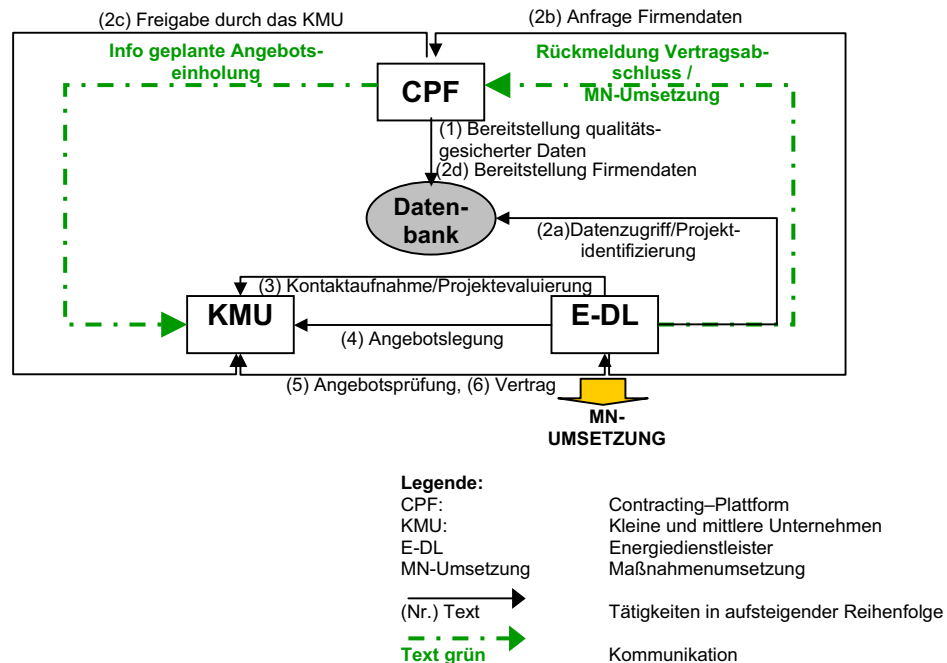 (2c) Freigabe durch das KMU
(2b) Anfrage Firmendaten
Info geplante Angebots-
einholung
Rückmeldung Vertragsab-
schluss /
MN-Umsetzung
CPF
(1) Bereitstellung qualitäts-
gesicherter Daten
(2d) Bereitstellung Firmendaten
Daten-
bank
(2a)Datenzugriff/Projekt-
identifizierung
(3) Kontaktaufnahme/Projektevaluierung
KMU
E-DL
(4) Angebotslegung
(5) Angebotsprüfung, (6) Vertrag
MN-
UMSETZUNG
Legende:
CPF: Contracting–Plattform
KMU: Kleine und mittlere Unternehmen
E-DL Energiedienstleister
MN-Umsetzung Maßnahmenumsetzung
(Nr.) Text Tätigkeiten in aufsteigender Reihenfolge
Text grün Kommunikation